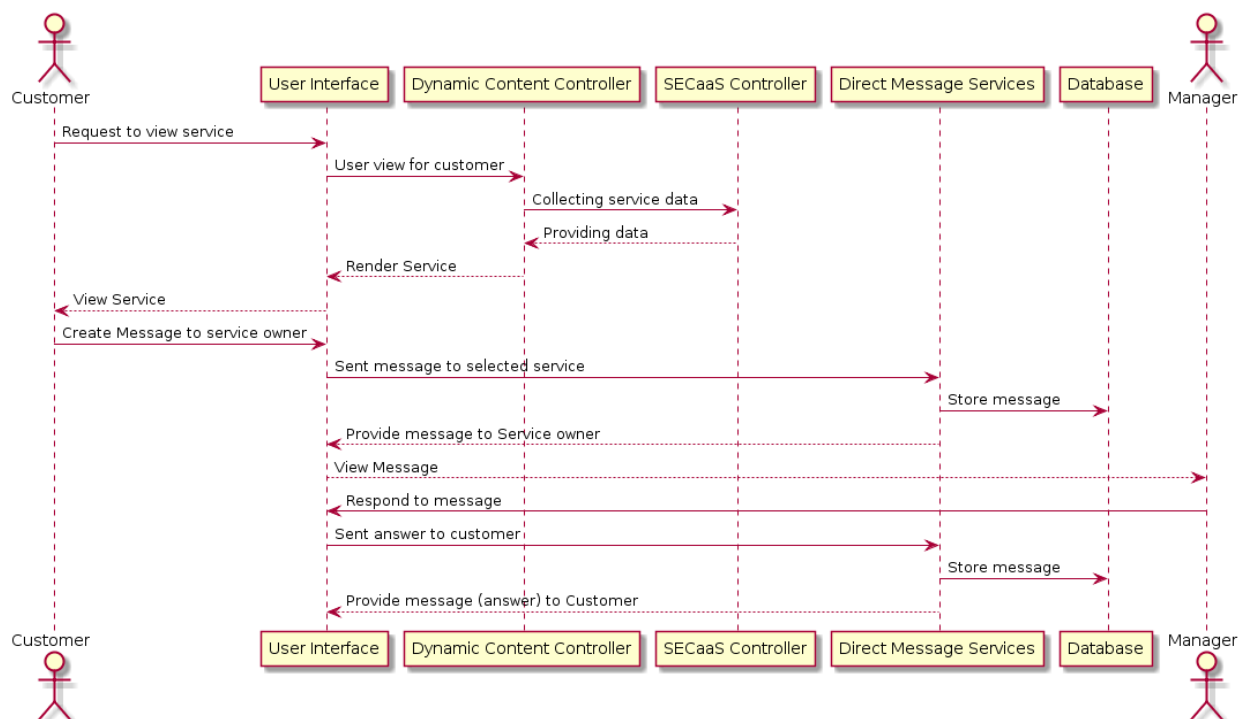 Customer
User Interface
Dynamic Content Controller
SECaaS Controller
Direct Message Services
Database
Manager
Request to view service
User view for customer
Collecting service data
Providing data
Render Service
View Service
Create Message to service owner
Sent message to selected service
Store message
Provide message to Service owner
View Message
Respond to message
Sent answer to customer
Store message
Provide message (answer) to Customer
Customer
User Interface
Dynamic Content Controller
SECaaS Controller
Direct Message Services
Database
Manager